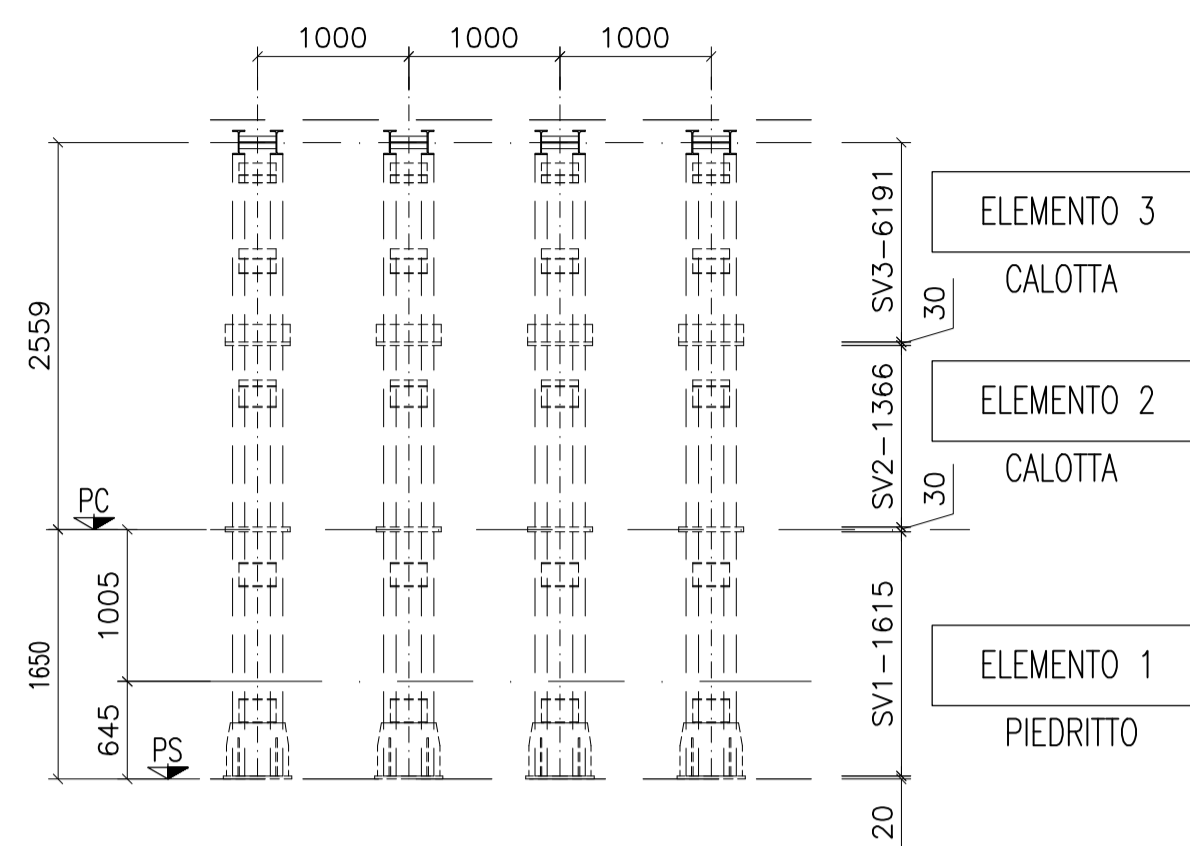 1000 1000 1000
2559
SV3-6191
ELEMENTO 3
CALOTTA
30
SV2-1366
ELEMENTO 2
CALOTTA
30
PC
1650
1005
645
PS
SV1-1615
ELEMENTO 1
PIEDRITTO
20